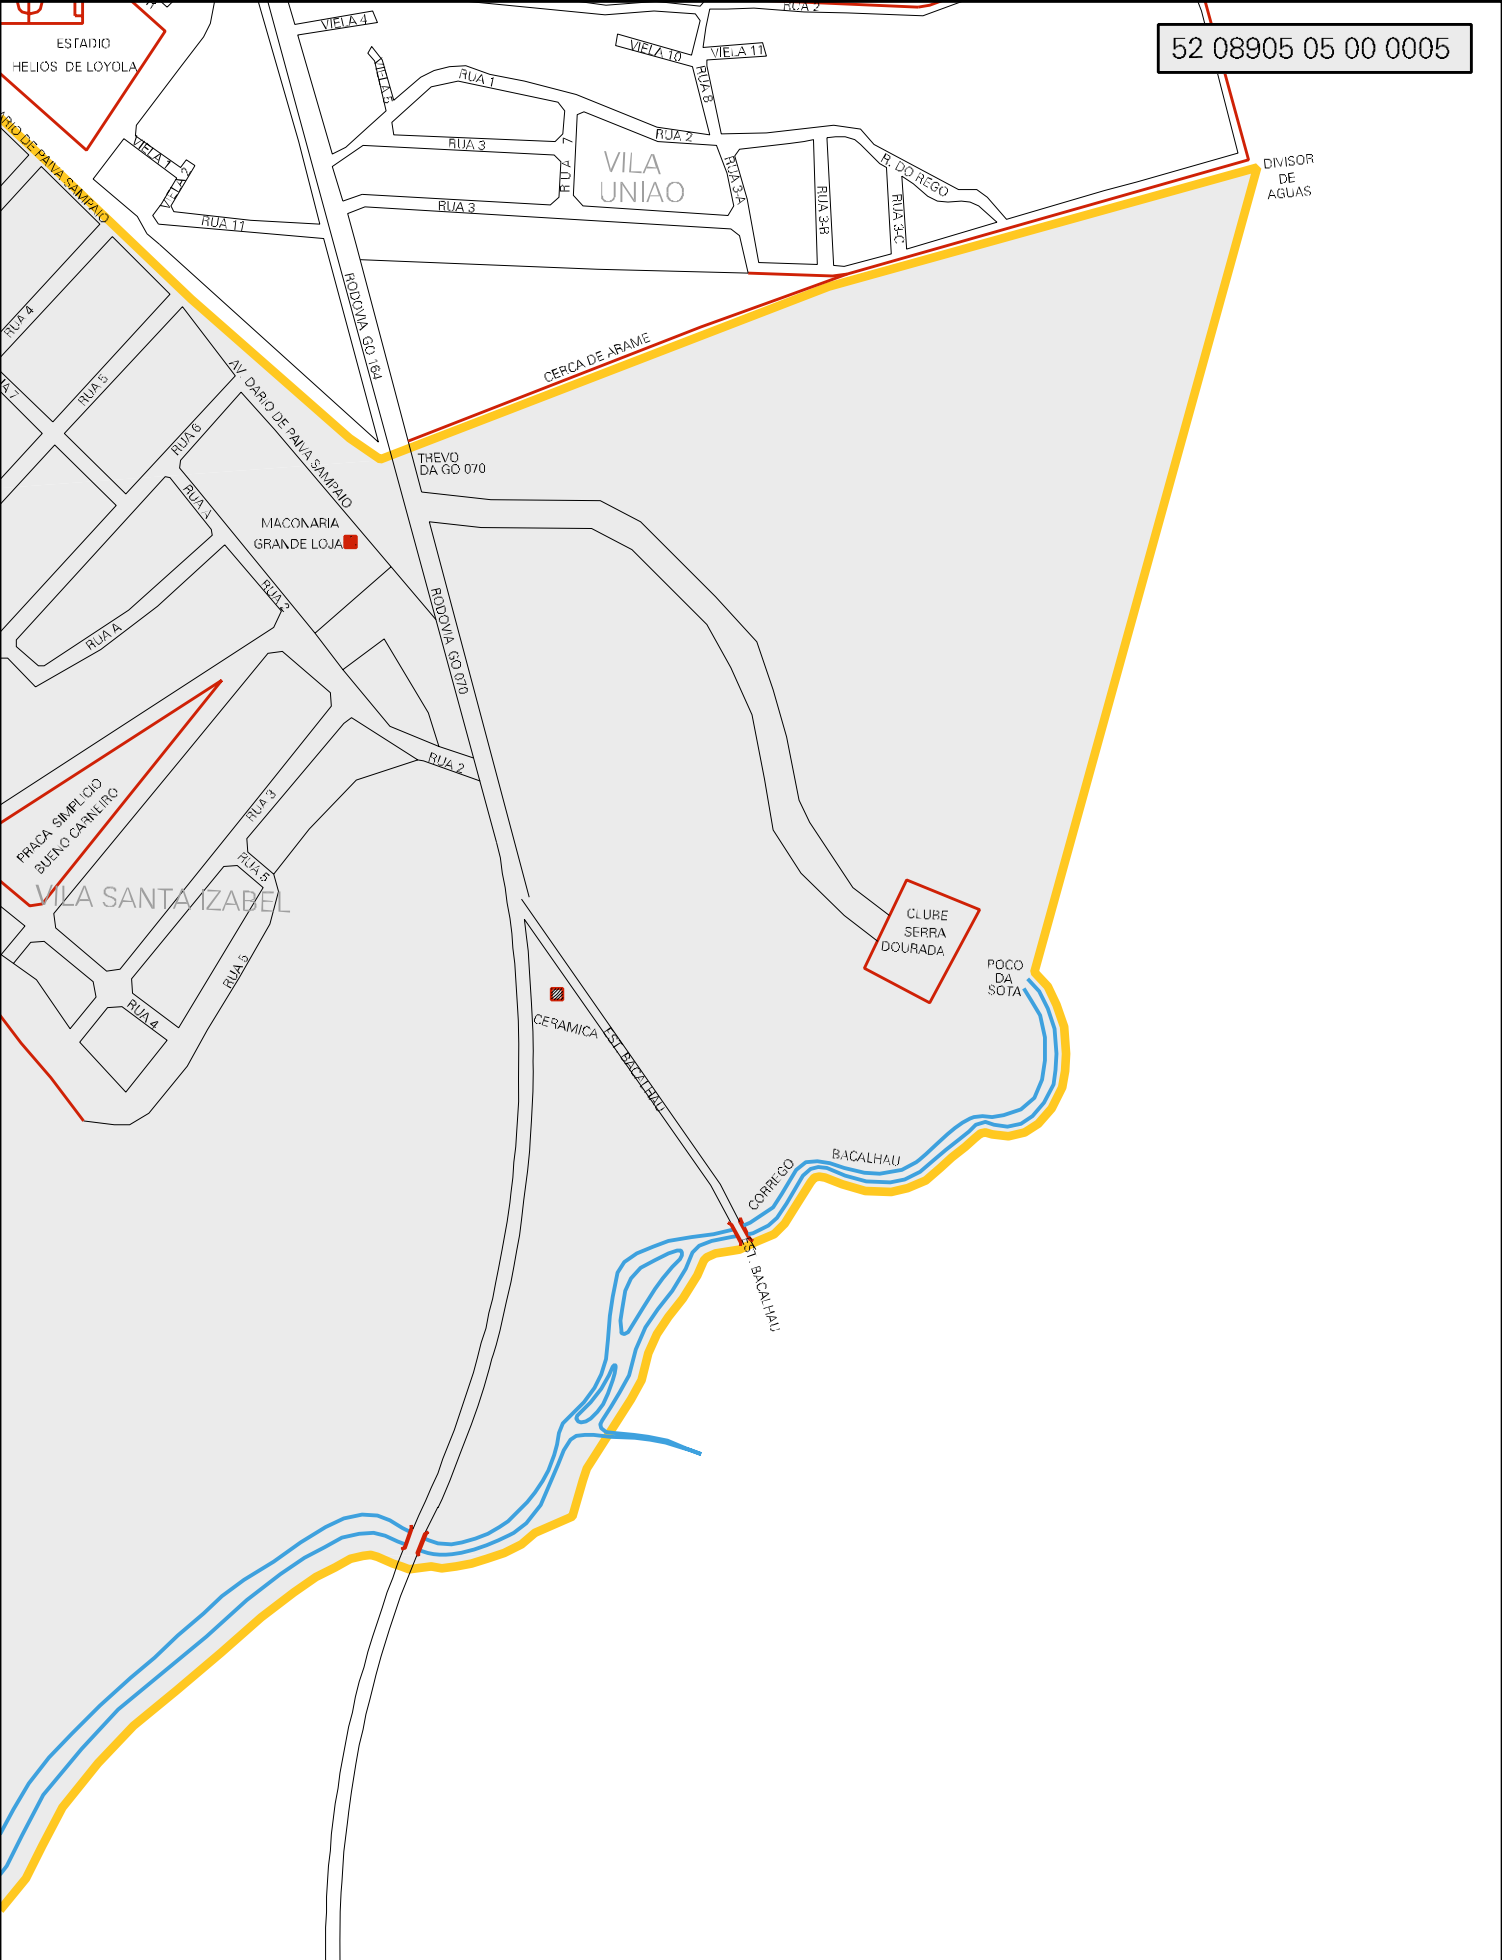 52 08905 05 00 0005
RUA 2
VIELA 4
VIELA 10
VIELA 11
ESTADIO
HELIOS DE LOYOLA
RUA 1
RUA 8
RUA 2
RUA 3
RUA 7
VILA
UNIAO
RUA 3-A
R. DO REGO
RUA 3-B
RUA 3-C
DIVISOR
DE
AGUAS
VIELA 1
VIELA 2
ARIO DE PAIVA SAMPAIO
RUA 11
RUA 3
RODOVIA GO 164
CERCA DE ARAME
RUA 4
RUA 5
RUA 6
AV. DARIO DE PAIVA SAMPAIO
TREVO
DA GO 070
RUA A
MACONARIA
GRANDE LOJA
RUA 2
RUA A
RODOVIA GO 070
RUA 2
PRACA SIMPLICIO
BUENO CARNEIRO
RUA 3
RUA 5
VILA SANTA IZABEL
CLUBE
SERRA
DOURADA
POCO
DA
SOTA
RUA 5
RUA 4
CERAMICA
EST. BACALHAU
CORREGO
BACALHAU
EST. BACALHAU